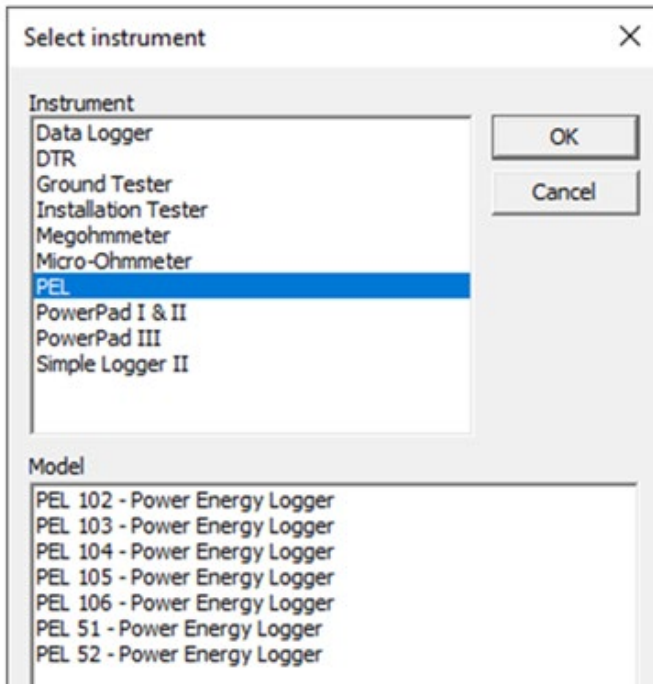 Select instrument
Instrument
Data Logger
DTR
Ground Tester
Installation Tester
Megohmmeter
Micro-Ohmmeter
PEL
PowerPad I & II
PowerPad III
Simple Logger II
OK
Cancel
Model
PEL 102 - Power Energy Logger
PEL 103 - Power Energy Logger
PEL 104 - Power Energy Logger
PEL 105 - Power Energy Logger
PEL 106 - Power Energy Logger
PEL 51 - Power Energy Logger
PEL 52 - Power Energy Logger